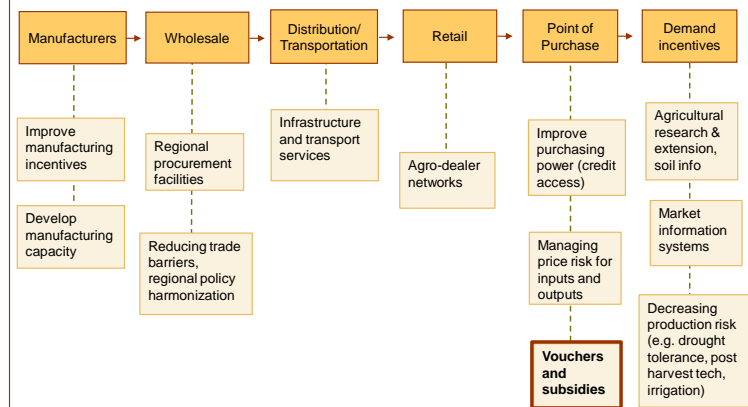 Manufacturers
Wholesale
Distribution/
Transportation
Retail
Point of
Purchase
Demand
incentives
Improve
manufacturing
incentives
Develop
manufacturing
capacity
Regional
procurement
facilities
Reducing trade
barriers,
regional policy
harmonization
Infrastructure
and transport
services
Agro-dealer
networks
Improve
purchasing
power (credit
access)
Managing
price risk for
inputs and
outputs
Vouchers
and
subsidies
Agricultural
research &
extension,
soil info
Market
information
systems
Decreasing
production risk
(e.g. drought
tolerance, post
harvest tech,
irrigation)